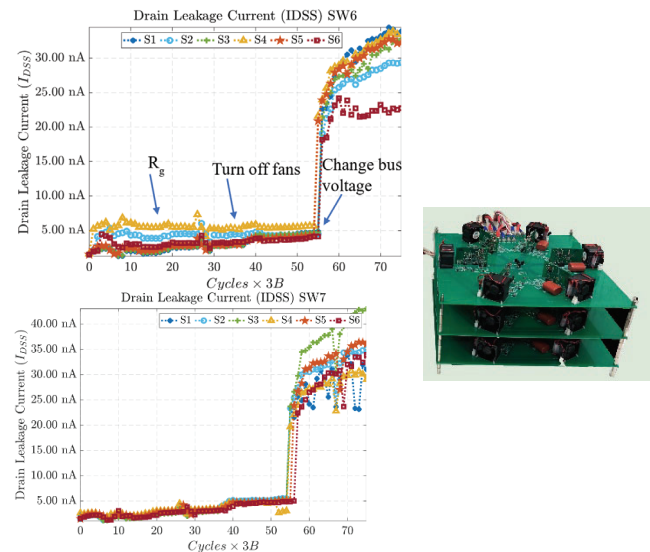 Drain Leakage Current (IDSS) SW6
S1 S2 S3 S4 S5 S6
Drain Leakage Current (I_DSS)
30.00 nA
25.00 nA
20.00 nA
15.00 nA
10.00 nA
5.00 nA
R_g
Turn off fans
Change bus
voltage
0 10 20 30 40 50 60 70
Cycles × 3B
Drain Leakage Current (IDSS) SW7
S1 S2 S3 S4 S5 S6
Drain Leakage Current (I_DSS)
40.00 nA
35.00 nA
30.00 nA
25.00 nA
20.00 nA
15.00 nA
10.00 nA
5.00 nA
0 10 20 30 40 50 60 70
Cycles × 3B